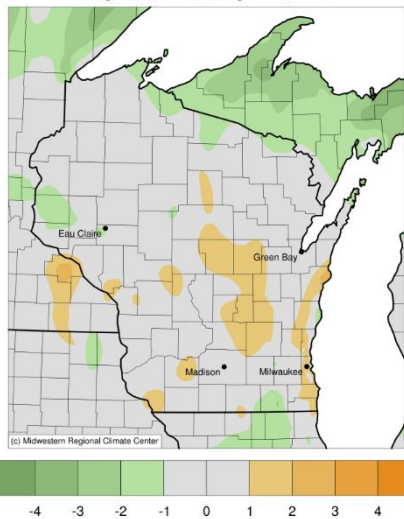 Eau Claire
Green Bay
Madison
Milwaukee
(c) Midwestern Regional Climate Center
-4 -3 -2 -1 0 1 2 3 4